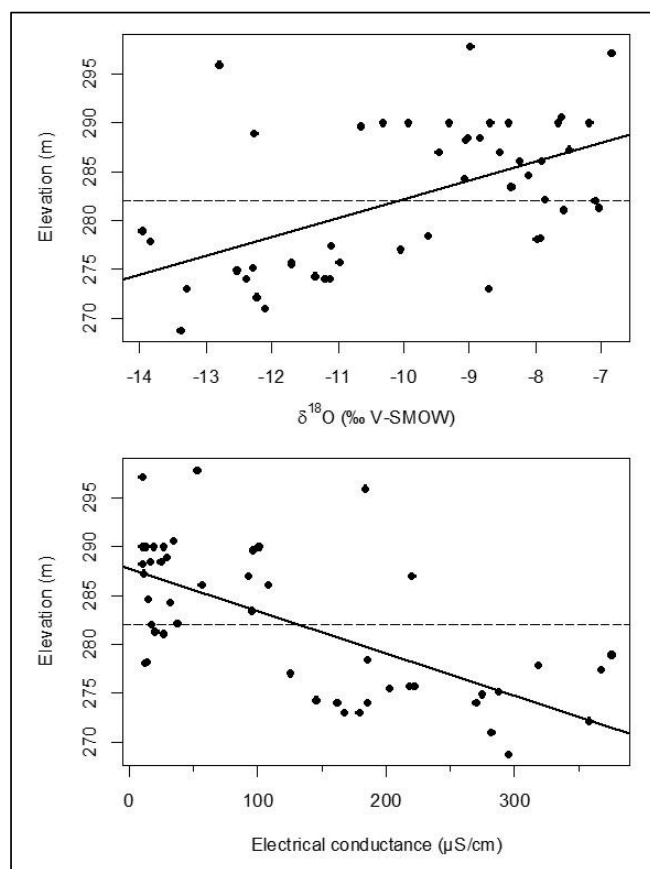 295
290
285
280
275
270
Elevation (m)
-14 -13 -12 -11 -10 -9 -8 -7
δ¹⁸O (‰ V-SMOW)
295
290
285
280
275
270
Elevation (m)
0 100 200 300
Electrical conductance (µS/cm)